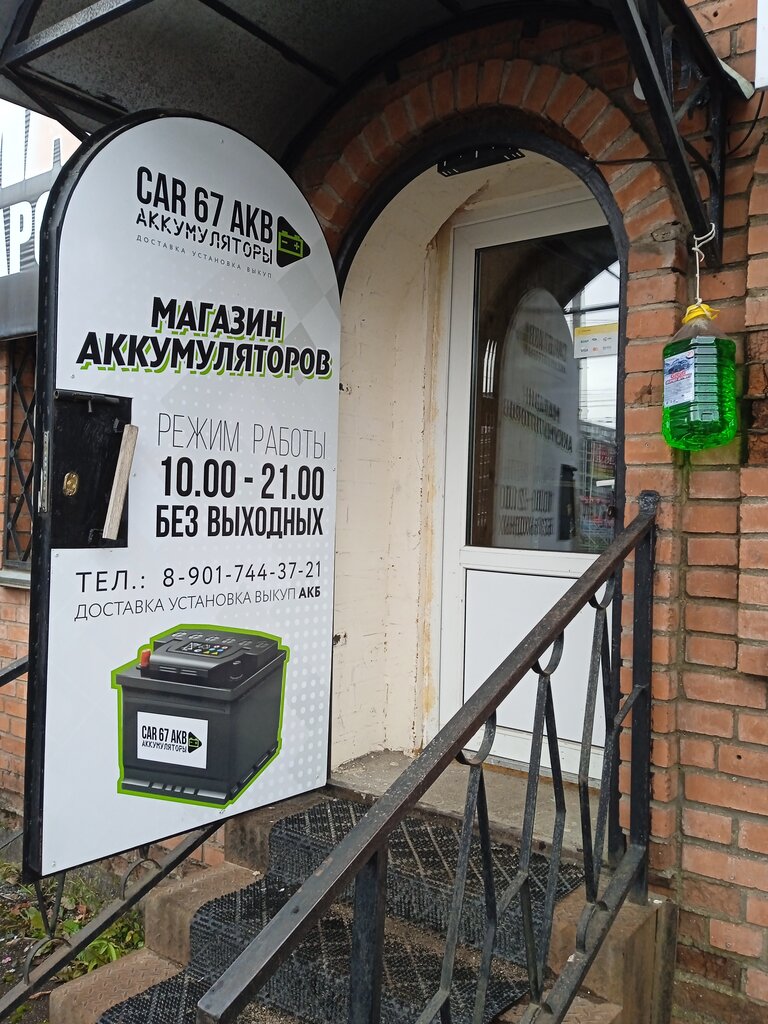 CAR 67 AKB
АККУМУЛЯТОРЫ
ДОСТАВКА УСТАНОВКА ВЫКУП
МАГАЗИН
АККУМУЛЯТОРОВ
РЕЖИМ РАБОТЫ
10.00 - 21.00
БЕЗ ВЫХОДНЫХ
ТЕЛ.: 8-901-744-37-21
ДОСТАВКА УСТАНОВКА ВЫКУП АКБ
CAR 67 AKB
АККУМУЛЯТОРЫ